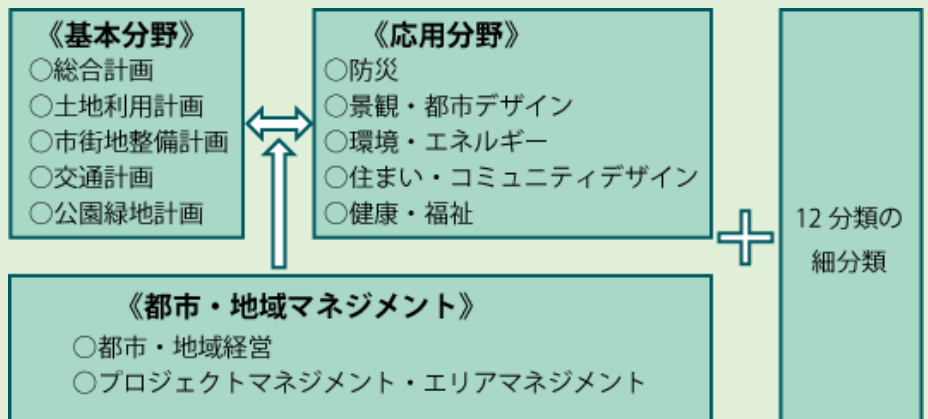 《基本分野》
○総合計画
○土地利用計画
○市街地整備計画
○交通計画
○公園緑地計画
《応用分野》
○防災
○景観・都市デザイン
○環境・エネルギー
○住まい・コミュニティデザイン
○健康・福祉
《都市・地域マネジメント》
○都市・地域経営
○プロジェクトマネジメント・エリアマネジメント
12 分類の
細分類